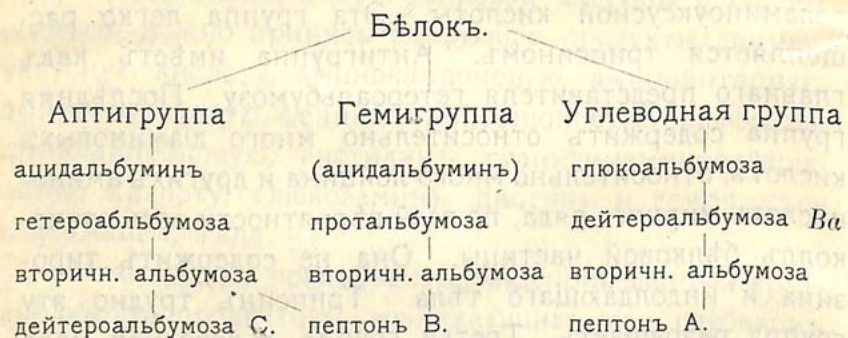 Бѣлокъ.
Аптигруппа Гемигруппа Углеводная группа
ацидальбуминъ (ацидальбуминъ) глюкоальбумоза
гетероабльбумоза протальбумоза дейтероальбумоза Ba
вторичн. альбумоза вторичн. альбумоза вторичн. альбумоза
дейтероальбумоза С. пептонъ В. пептонъ А.